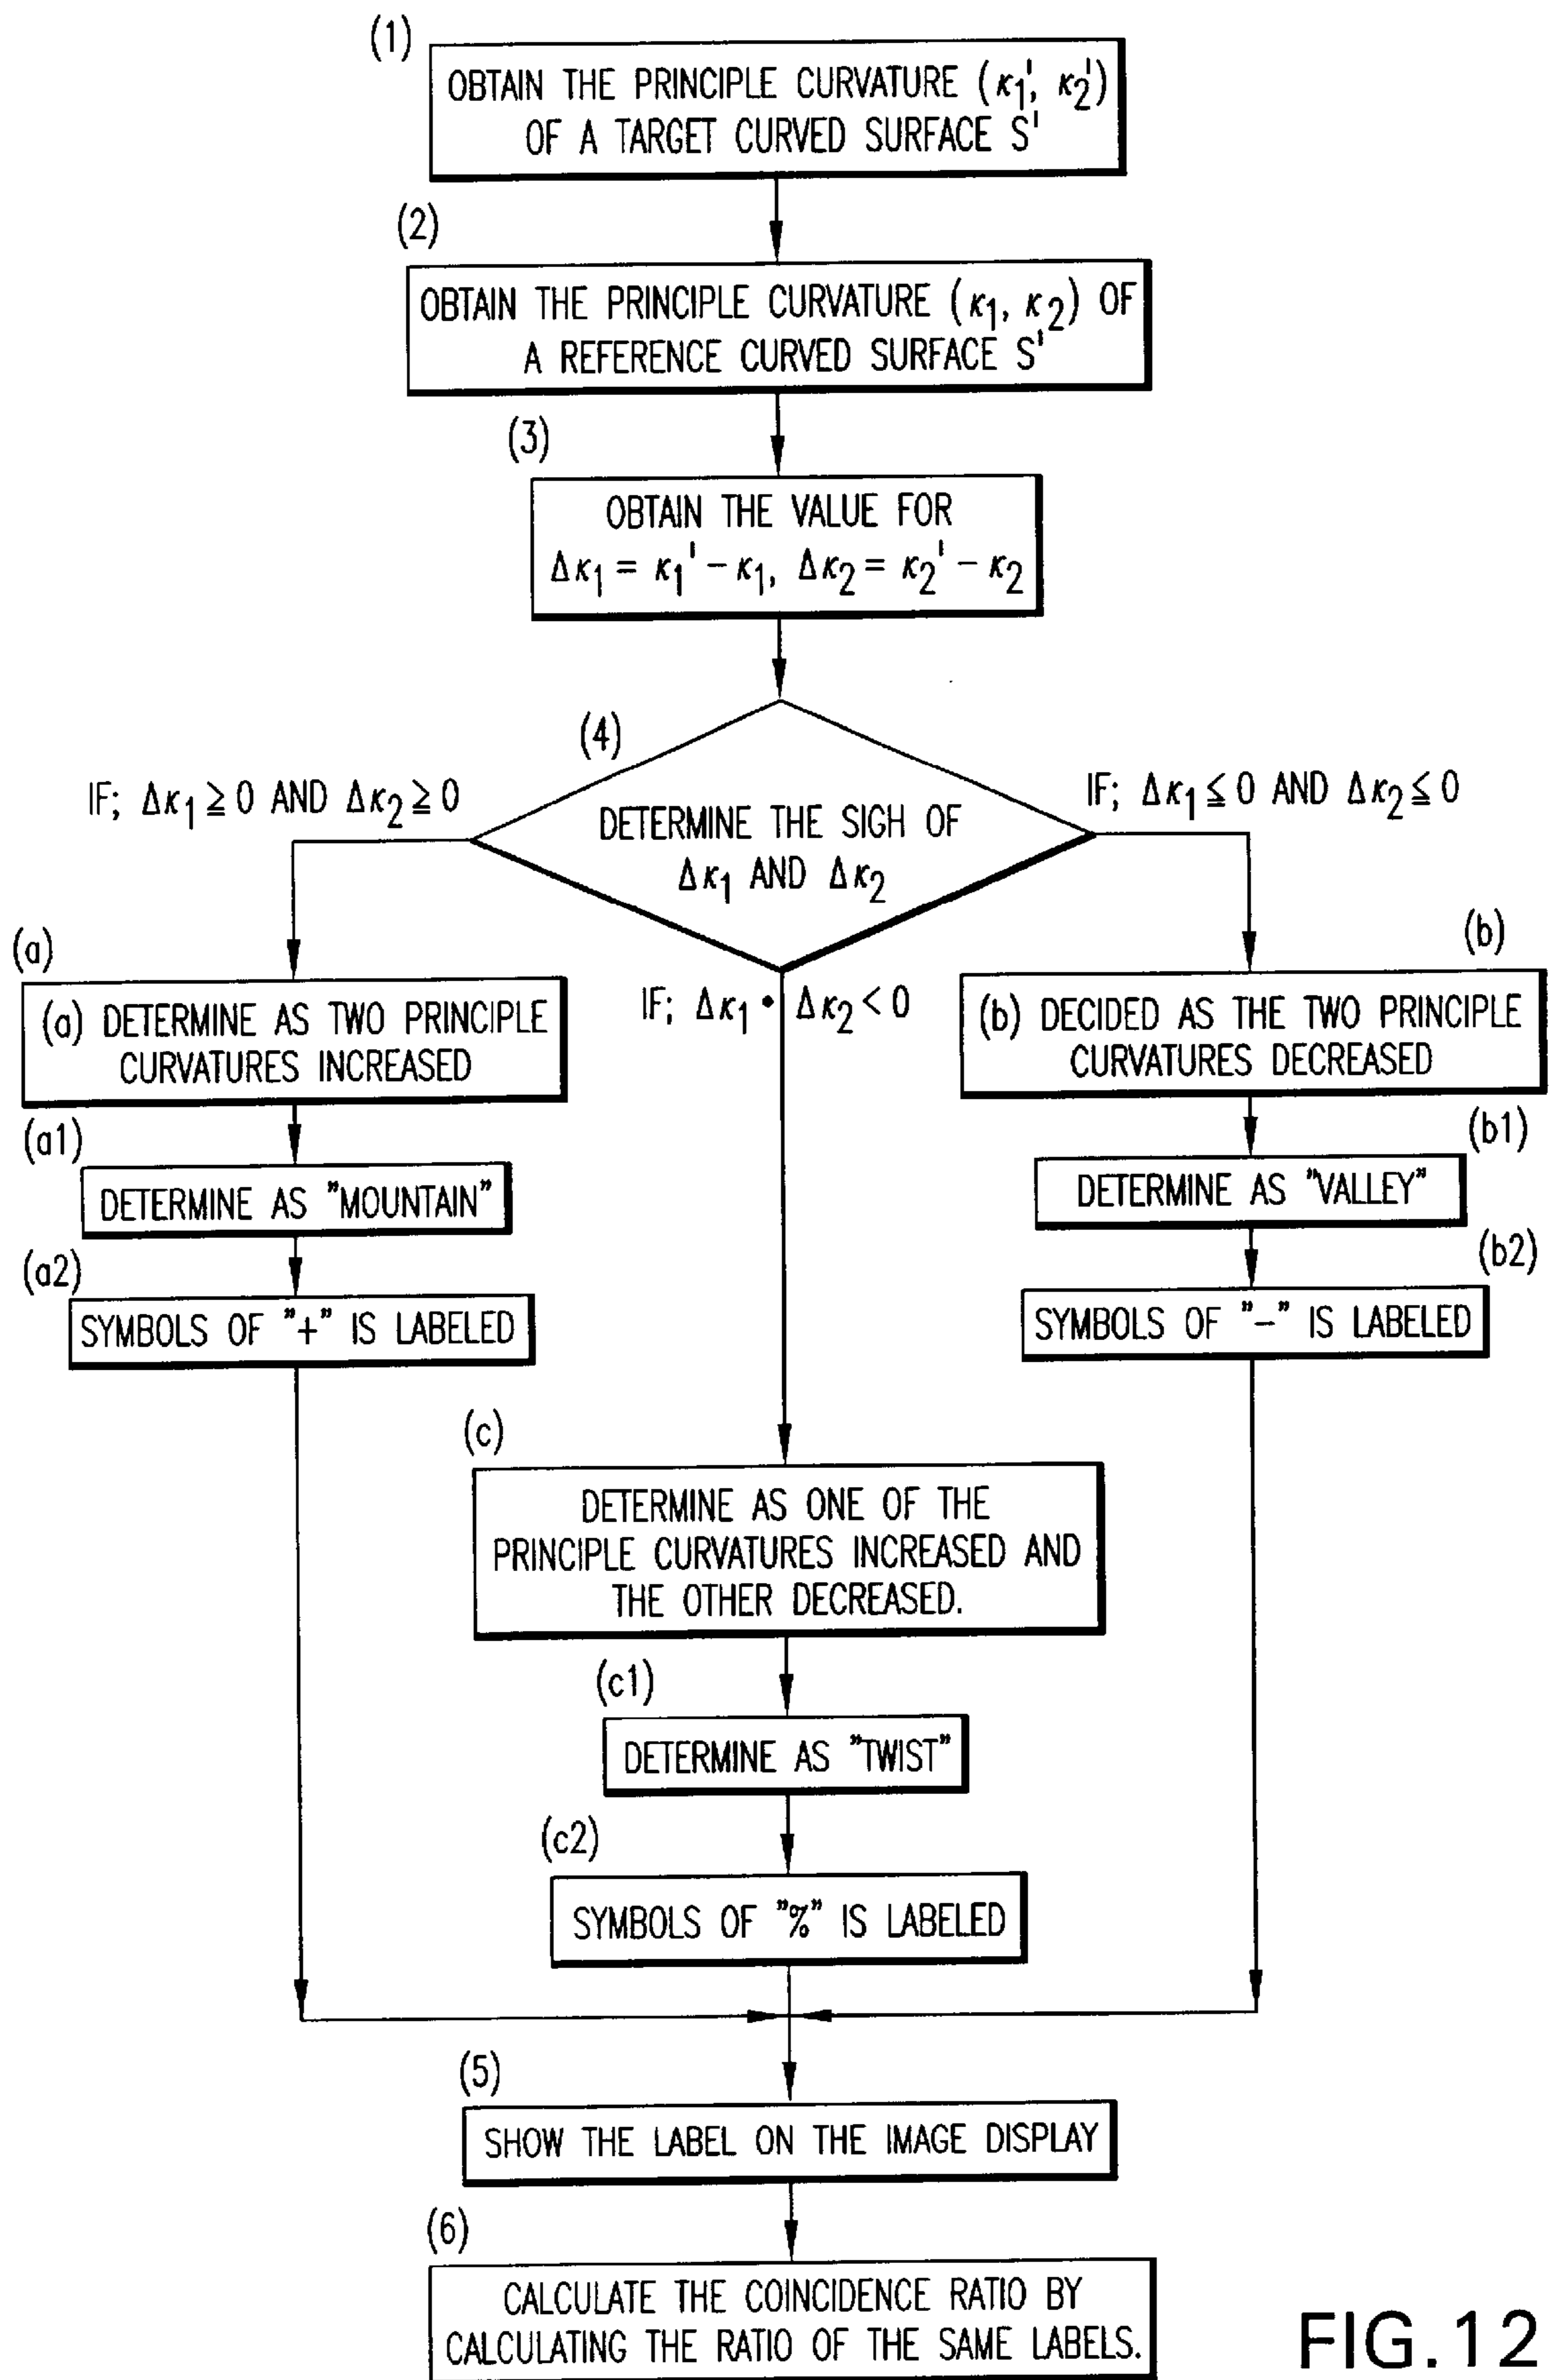 (1)
OBTAIN THE PRINCIPLE CURVATURE (κ1', κ2')
OF A TARGET CURVED SURFACE S'
(2)
OBTAIN THE PRINCIPLE CURVATURE (κ1, κ2) OF
A REFERENCE CURVED SURFACE S'
(3)
OBTAIN THE VALUE FOR
Δκ1 = κ1' – κ1, Δκ2 = κ2' – κ2
(4)
DETERMINE THE SIGH OF
Δκ1 AND Δκ2
IF; Δκ1 ≧ 0 AND Δκ2 ≧ 0
IF; Δκ1 ≦ 0 AND Δκ2 ≦ 0
IF; Δκ1 • Δκ2 < 0
(a)
(a) DETERMINE AS TWO PRINCIPLE
CURVATURES INCREASED
(a1)
DETERMINE AS "MOUNTAIN"
(a2)
SYMBOLS OF "+" IS LABELED
(b)
(b) DECIDED AS THE TWO PRINCIPLE
CURVATURES DECREASED
(b1)
DETERMINE AS "VALLEY"
(b2)
SYMBOLS OF "–" IS LABELED
(c)
DETERMINE AS ONE OF THE
PRINCIPLE CURVATURES INCREASED AND
THE OTHER DECREASED.
(c1)
DETERMINE AS "TWIST"
(c2)
SYMBOLS OF "%" IS LABELED
(5)
SHOW THE LABEL ON THE IMAGE DISPLAY
(6)
CALCULATE THE COINCIDENCE RATIO BY
CALCULATING THE RATIO OF THE SAME LABELS.
FIG.12